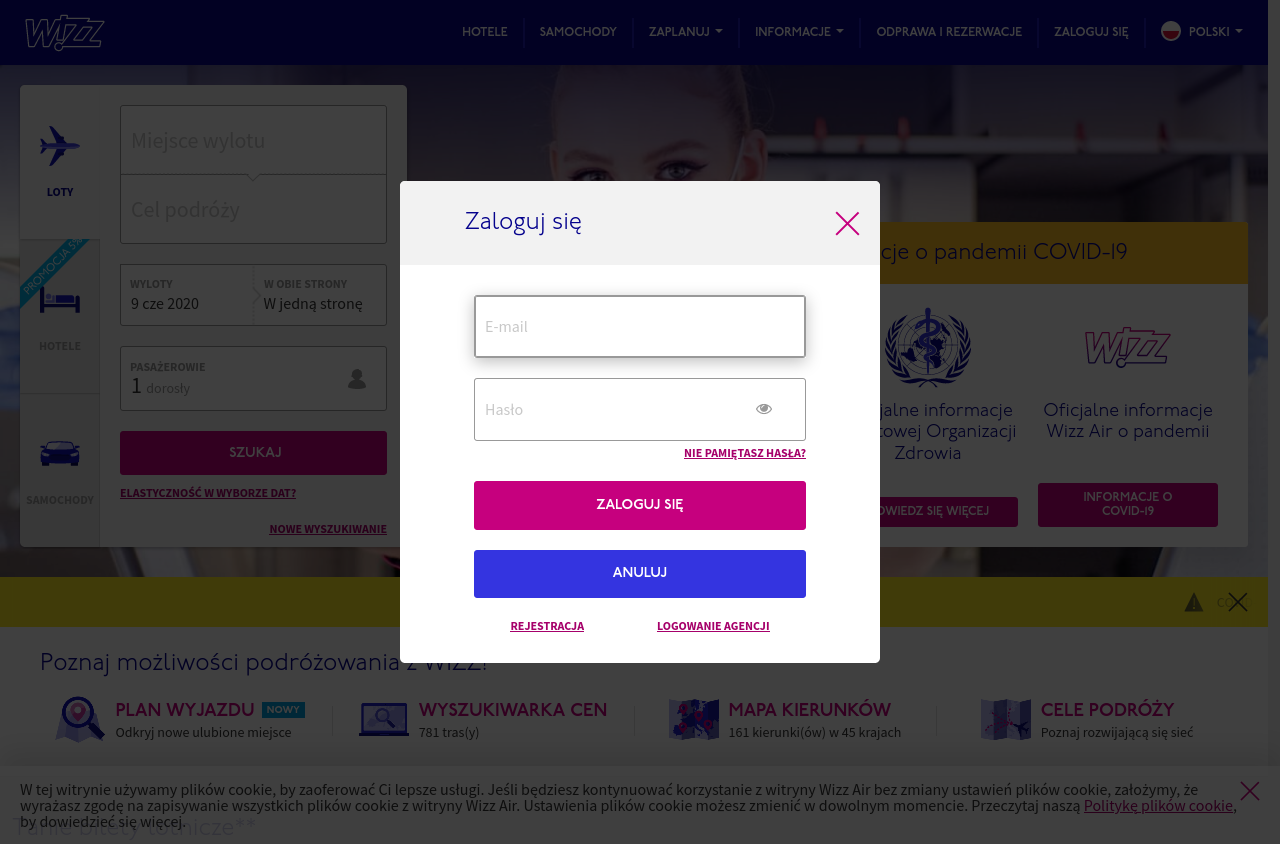 WIZZ
HOTELE
SAMOCHODY
ZAPLANUJ
INFORMACJE
ODPRAWA I REZERWACJE
ZALOGUJ SIĘ
POLSKI
LOTY
PROMOCJA 5%
HOTELE
SAMOCHODY
Miejsce wylotu
Cel podróży
WYLOTY
9 cze 2020
W OBIE STRONY
W jedną stronę
PASAŻEROWIE
1 dorosły
SZUKAJ
ELASTYCZNOŚĆ W WYBORZE DAT?
NOWE WYSZUKIWANIE
Zaloguj się
E-mail
Hasło
NIE PAMIĘTASZ HASŁA?
ZALOGUJ SIĘ
ANULUJ
REJESTRACJA
LOGOWANIE AGENCJI
cje o pandemii COVID-19
jalne informacje
towej Organizacji
Zdrowia
OWIEDZ SIĘ WIĘCEJ
WIZZ
Oficjalne informacje
Wizz Air o pandemii
INFORMACJE O
COVID-19
CO
Poznaj możliwości podróżowania z WIZZ!
PLAN WYJAZDU NOWY
Odkryj nowe ulubione miejsce
WYSZUKIWARKA CEN
781 tras(y)
MAPA KIERUNKÓW
161 kierunki(ów) w 45 krajach
CELE PODRÓŻY
Poznaj rozwijającą się sieć
W tej witrynie używamy plików cookie, by zaoferować Ci lepsze usługi. Jeśli będziesz kontynuować korzystanie z witryny Wizz Air bez zmiany ustawień plików cookie, założymy, że
wyrażasz zgodę na zapisywanie wszystkich plików cookie z witryny Wizz Air. Ustawienia plików cookie możesz zmienić w dowolnym momencie. Przeczytaj naszą Politykę plików cookie,
by dowiedzieć się więcej.
Tanie bilety lotnicze**